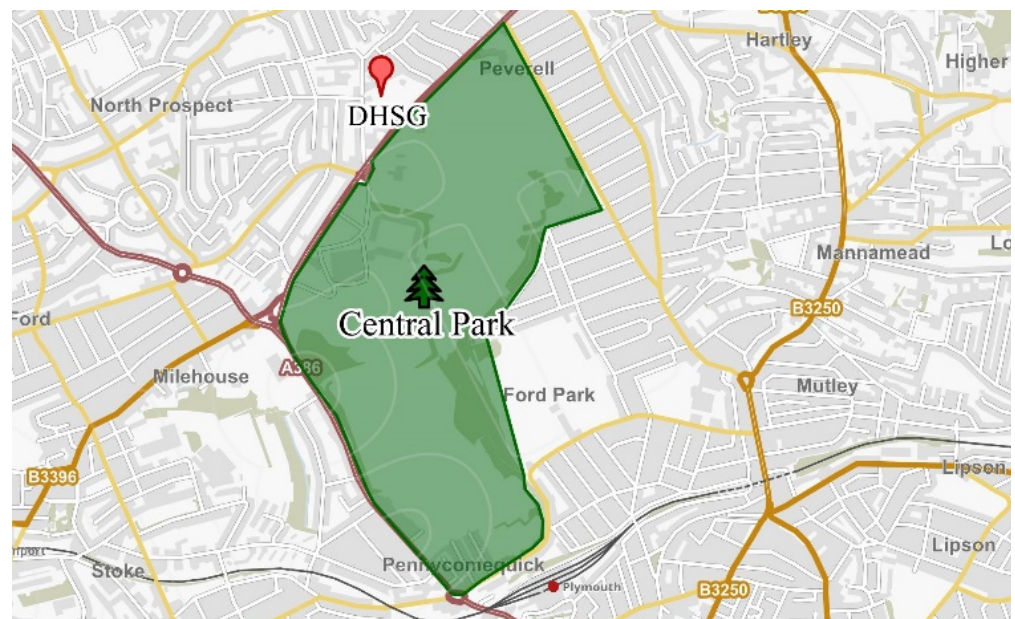 Hartley
Peverell
Higher
DHSG
North Prospect
Mannamead
Lo
B3250
Central Park
Ford
A386
Milehouse
Mutley
Ford Park
B3396
Lipson
Lipson
Pennycomequick
Stoke
Plymouth
B3250